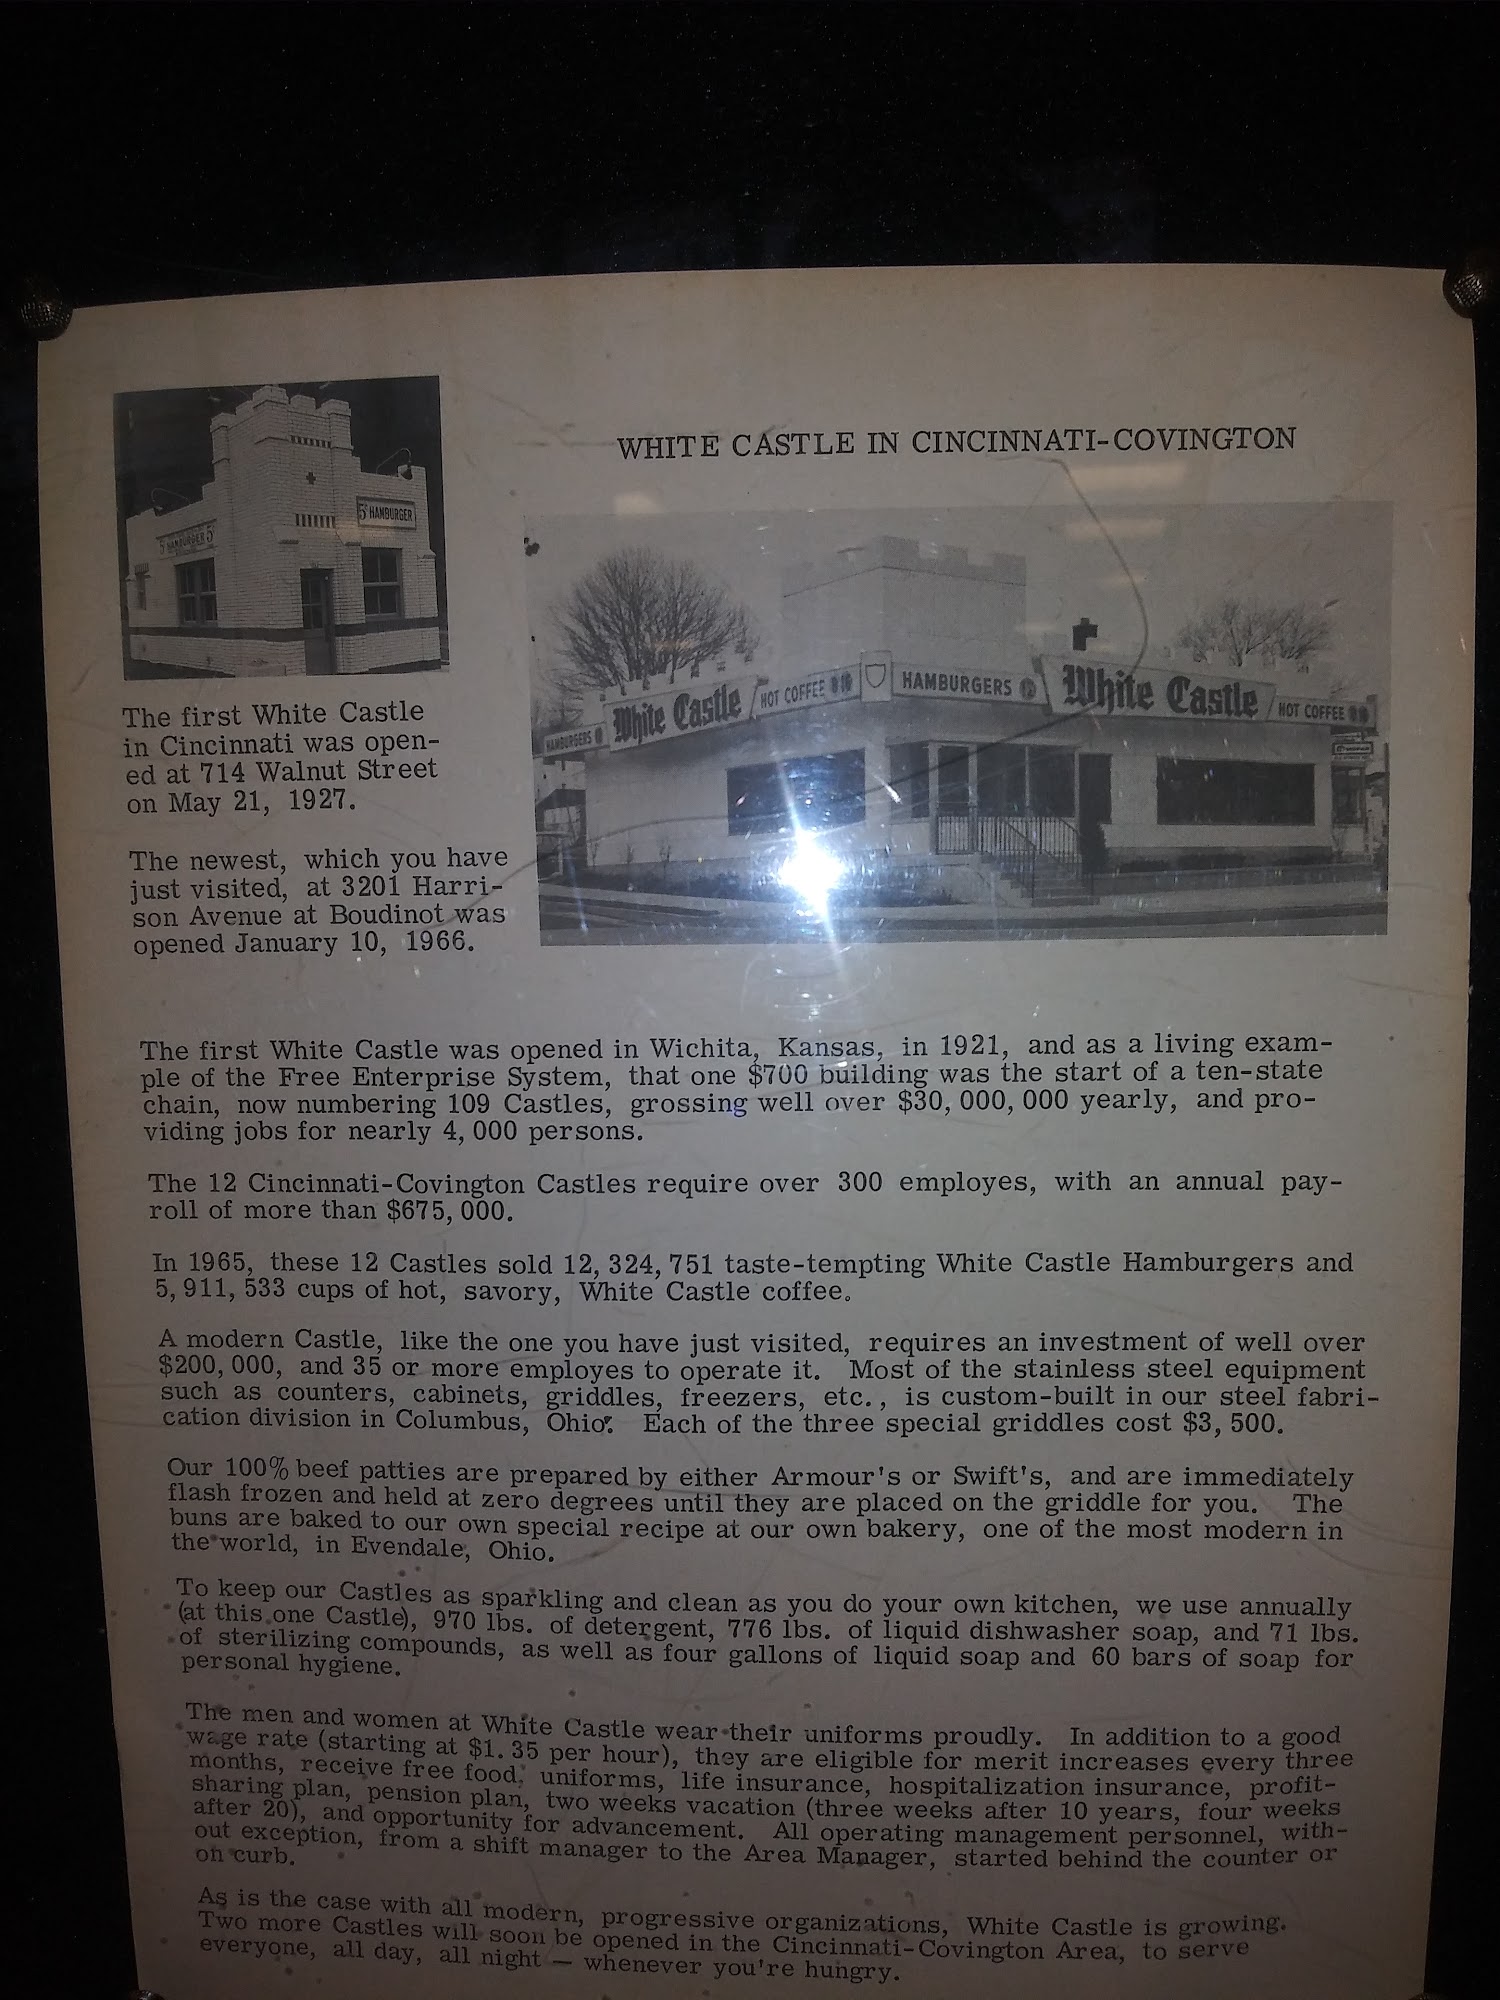 5¢ HAMBURGER 5¢
5¢ HAMBURGER
WHITE CASTLE IN CINCINNATI-COVINGTON
HAMBURGERS
White Castle
HOT COFFEE
HAMBURGERS
White Castle
HOT COFFEE
The first White Castle
in Cincinnati was open-
ed at 714 Walnut Street
on May 21, 1927.
The newest, which you have
just visited, at 3201 Harri-
son Avenue at Boudinot was
opened January 10, 1966.
The first White Castle was opened in Wichita, Kansas, in 1921, and as a living exam-
ple of the Free Enterprise System, that one $700 building was the start of a ten-state
chain, now numbering 109 Castles, grossing well over $30,000,000 yearly, and pro-
viding jobs for nearly 4,000 persons.
The 12 Cincinnati-Covington Castles require over 300 employes, with an annual pay-
roll of more than $675,000.
In 1965, these 12 Castles sold 12,324,751 taste-tempting White Castle Hamburgers and
5,911,533 cups of hot, savory, White Castle coffee.
A modern Castle, like the one you have just visited, requires an investment of well over
$200,000, and 35 or more employes to operate it. Most of the stainless steel equipment
such as counters, cabinets, griddles, freezers, etc., is custom-built in our steel fabri-
cation division in Columbus, Ohio. Each of the three special griddles cost $3,500.
Our 100% beef patties are prepared by either Armour's or Swift's, and are immediately
flash frozen and held at zero degrees until they are placed on the griddle for you. The
buns are baked to our own special recipe at our own bakery, one of the most modern in
the world, in Evendale, Ohio.
To keep our Castles as sparkling and clean as you do your own kitchen, we use annually
(at this one Castle), 970 lbs. of detergent, 776 lbs. of liquid dishwasher soap, and 71 lbs.
of sterilizing compounds, as well as four gallons of liquid soap and 60 bars of soap for
personal hygiene.
The men and women at White Castle wear their uniforms proudly. In addition to a good
wage rate (starting at $1.35 per hour), they are eligible for merit increases every three
months, receive free food, uniforms, life insurance, hospitalization insurance, profit-
sharing plan, pension plan, two weeks vacation (three weeks after 10 years, four weeks
after 20), and opportunity for advancement. All operating management personnel, with-
out exception, from a shift manager to the Area Manager, started behind the counter or
on curb.
As is the case with all modern, progressive organizations, White Castle is growing.
Two more Castles will soon be opened in the Cincinnati-Covington Area, to serve
everyone, all day, all night — whenever you're hungry.